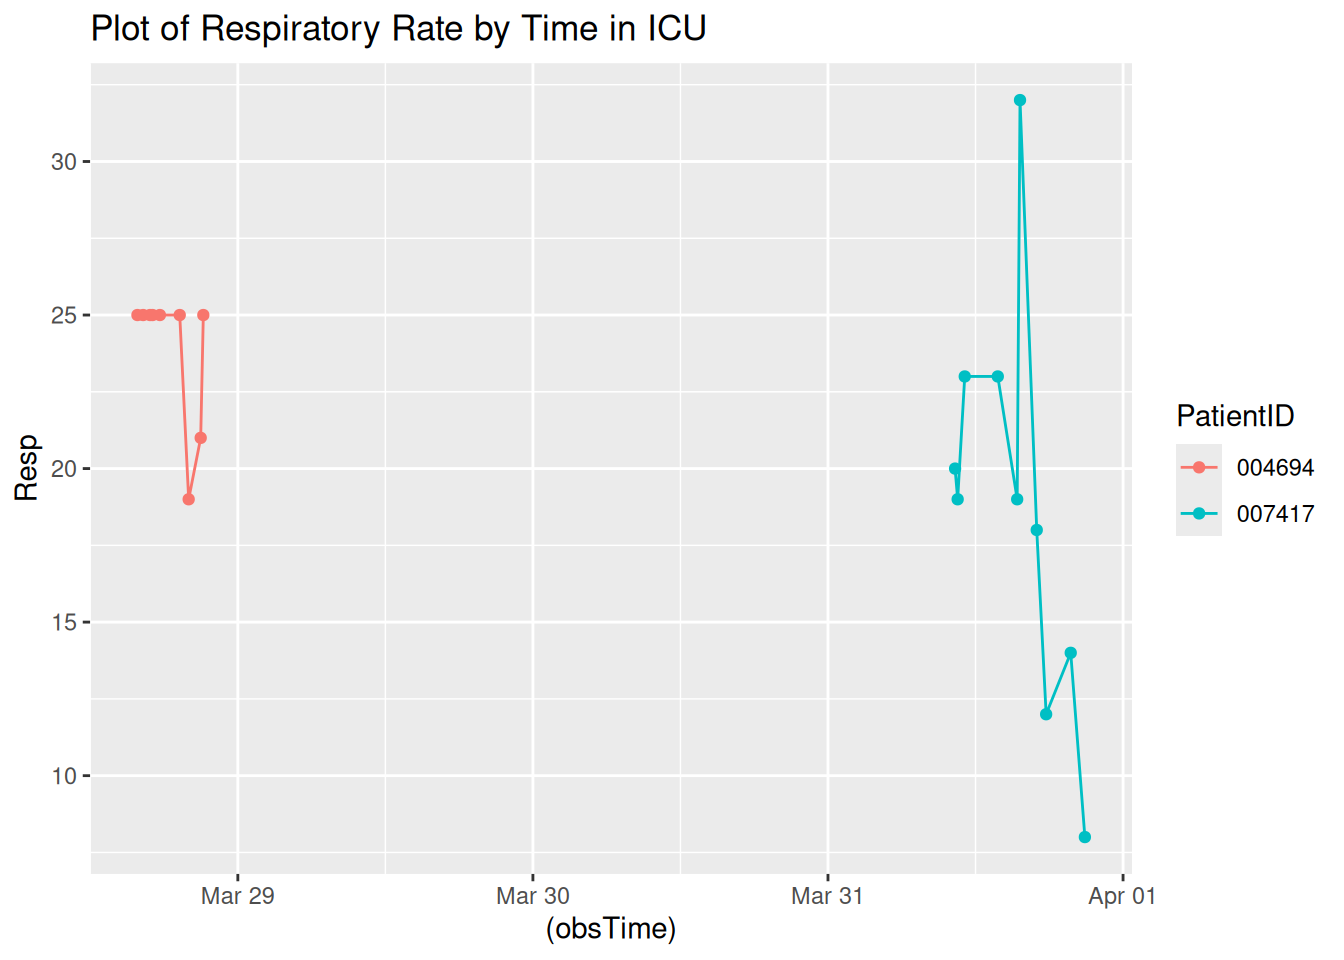 Plot of Respiratory Rate by Time in ICU
30
25
20
15
10
Resp
Mar 29
Mar 30
Mar 31
Apr 01
(obsTime)
PatientID
004694
007417